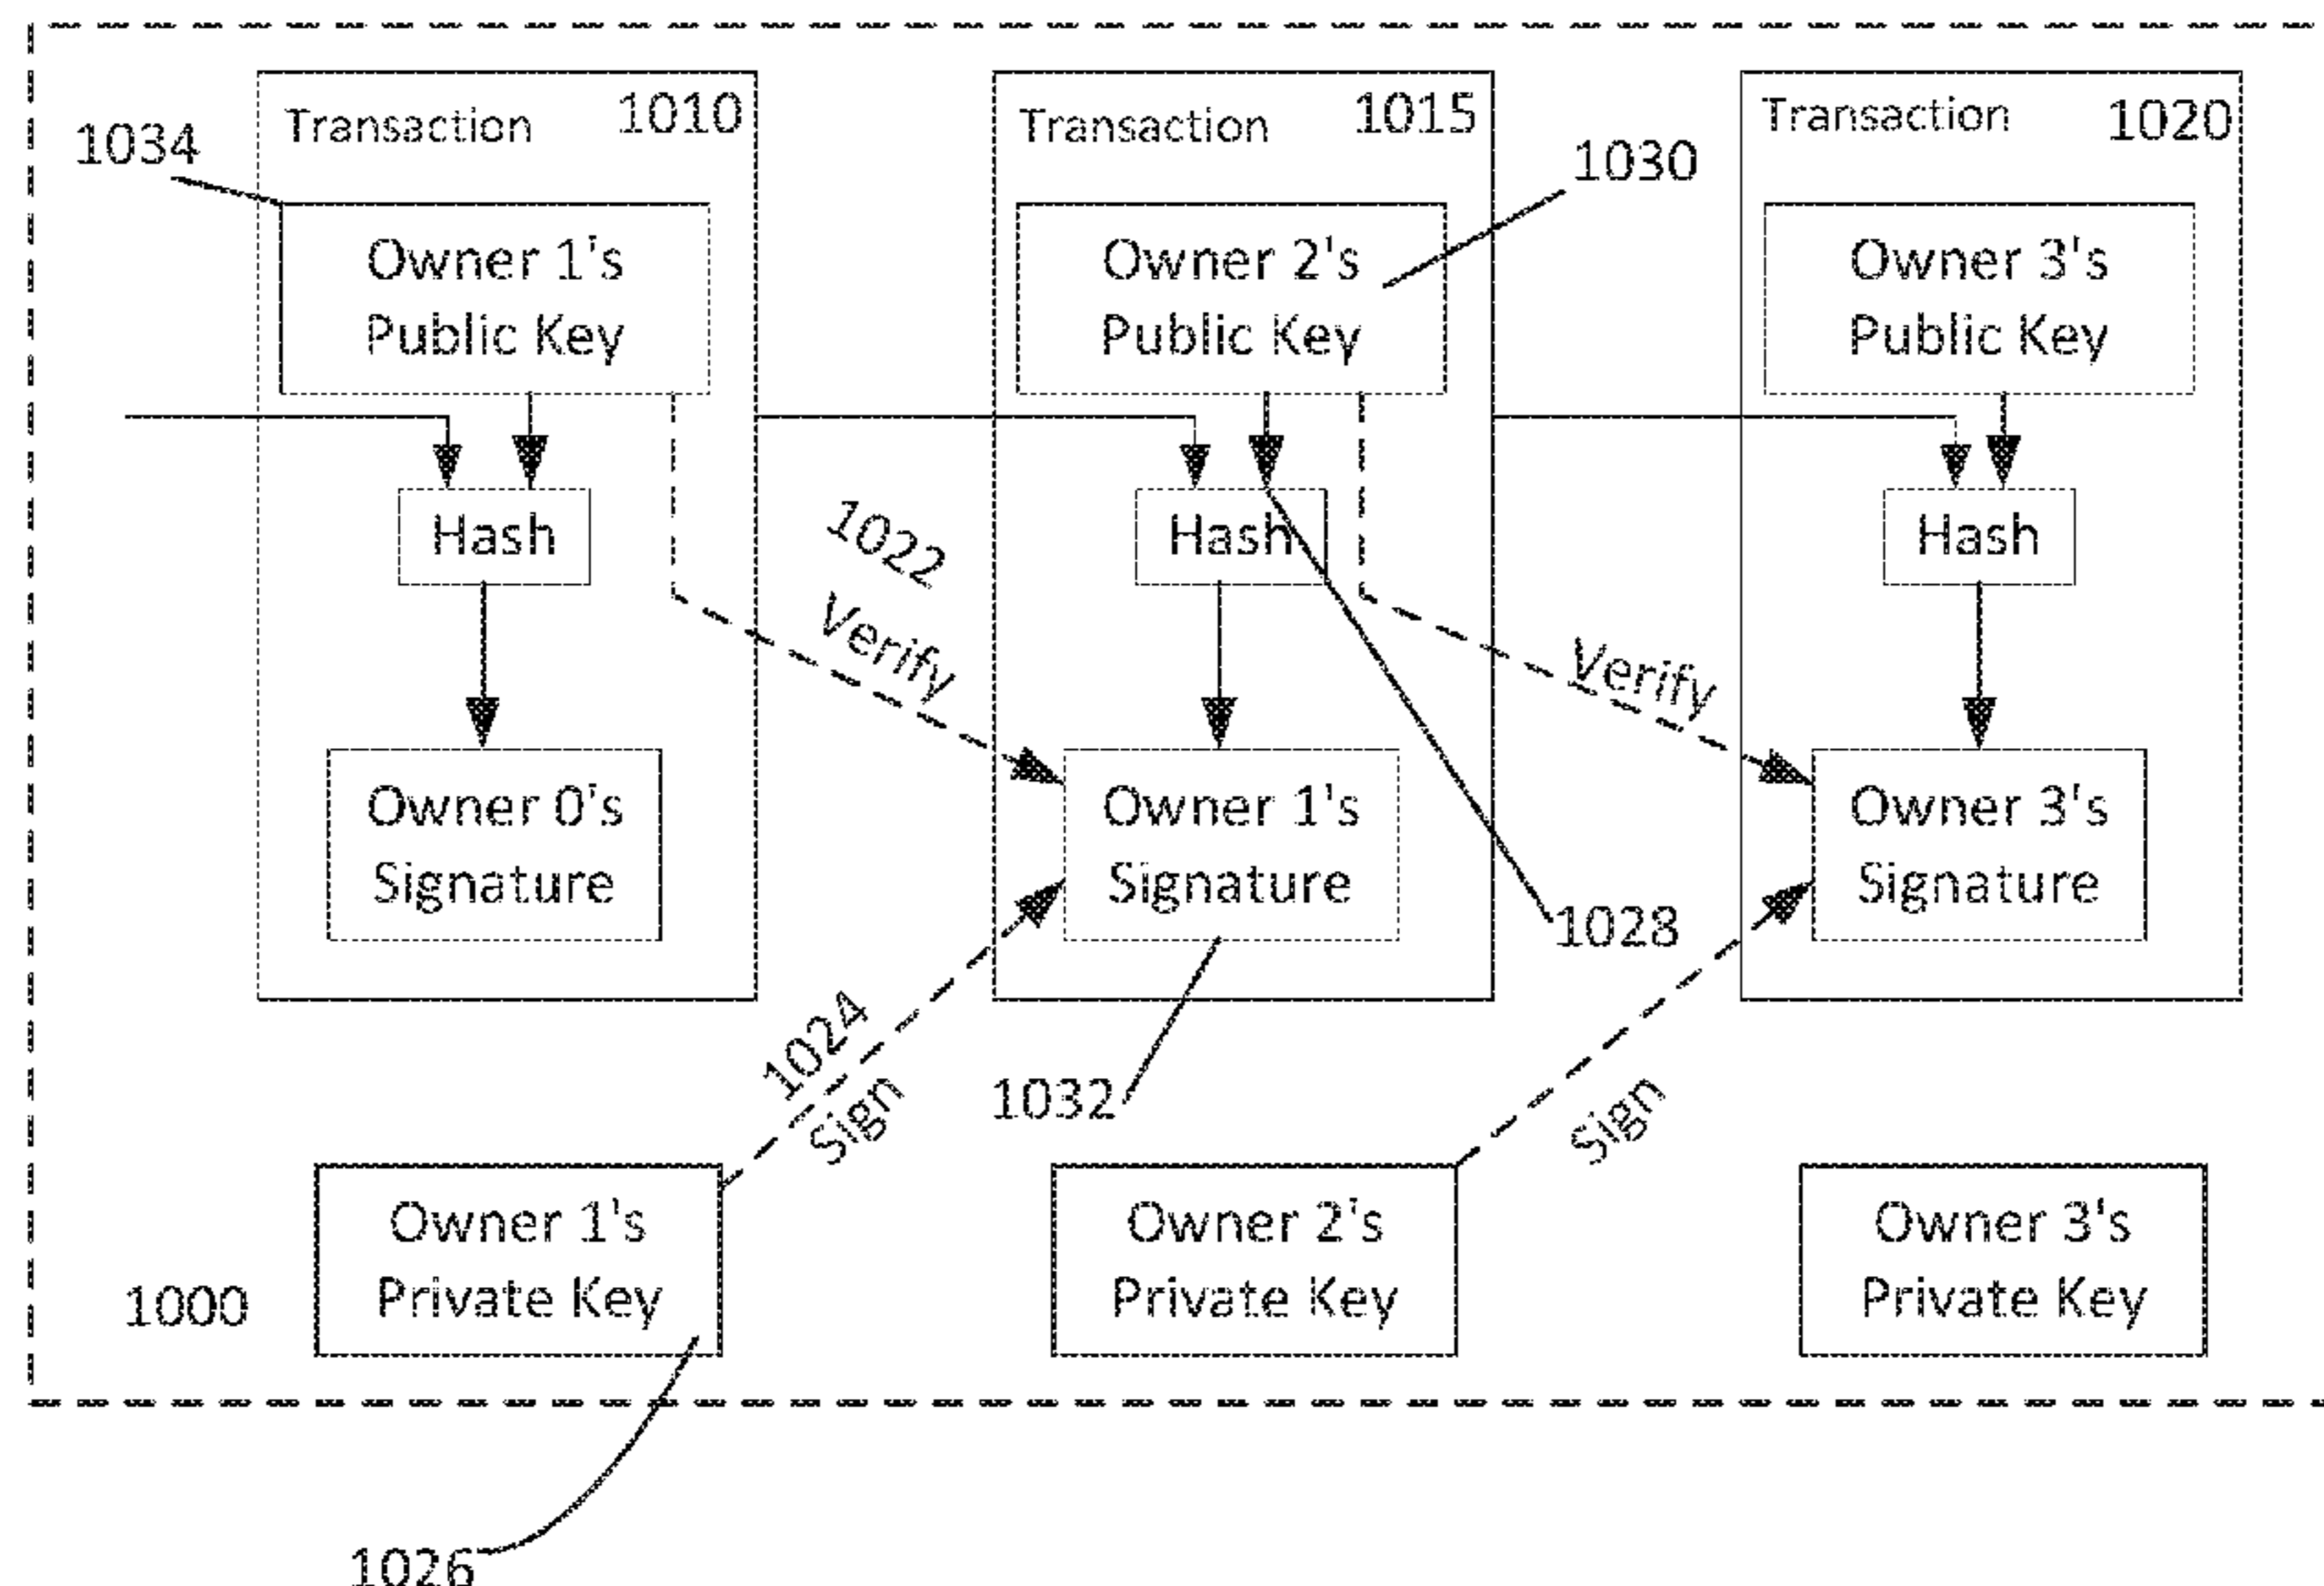 Transaction 1010
1034
Owner 1's
Public Key
Hash
Owner 0's
Signature
1022
Verify
Transaction 1015
1030
Owner 2's
Public Key
Hash
Owner 1's
Signature
1028
Verify
Transaction 1020
Owner 3's
Public Key
Hash
Owner 3's
Signature
1024
Sign
1032
Sign
Owner 1's
Private Key
Owner 2's
Private Key
Owner 3's
Private Key
1000
1026